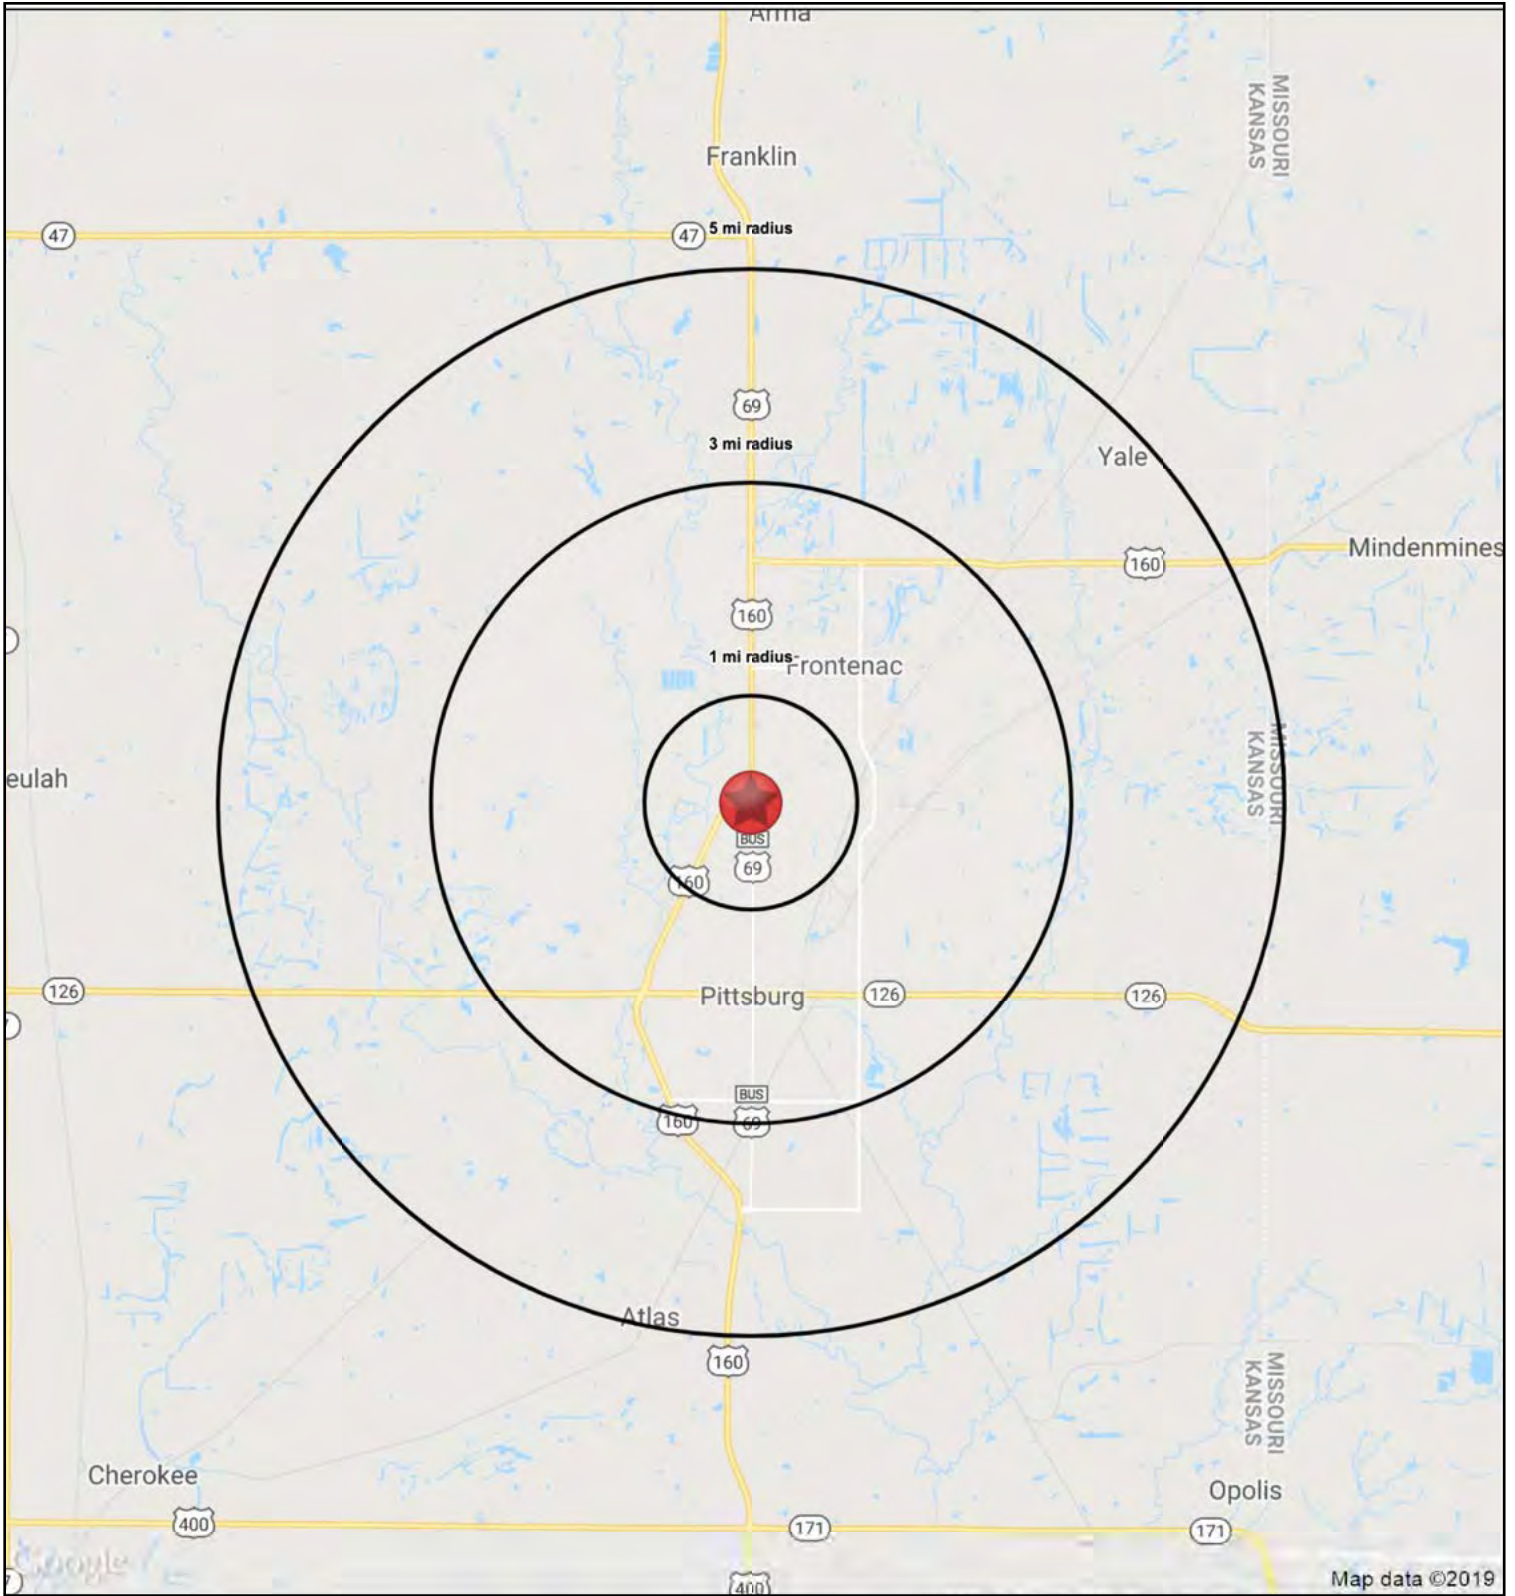 Arma
MISSOURI
KANSAS
Franklin
5 mi radius
47
47
69
3 mi radius
Yale
Mindenmines
160
160
1 mi radius
Frontenac
MISSOURI
KANSAS
eulah
BUS
69
160
126
Pittsburg
126
126
BUS
69
160
Atlas
160
MISSOURI
KANSAS
Cherokee
Opolis
400
171
171
Google
Map data ©2019
400